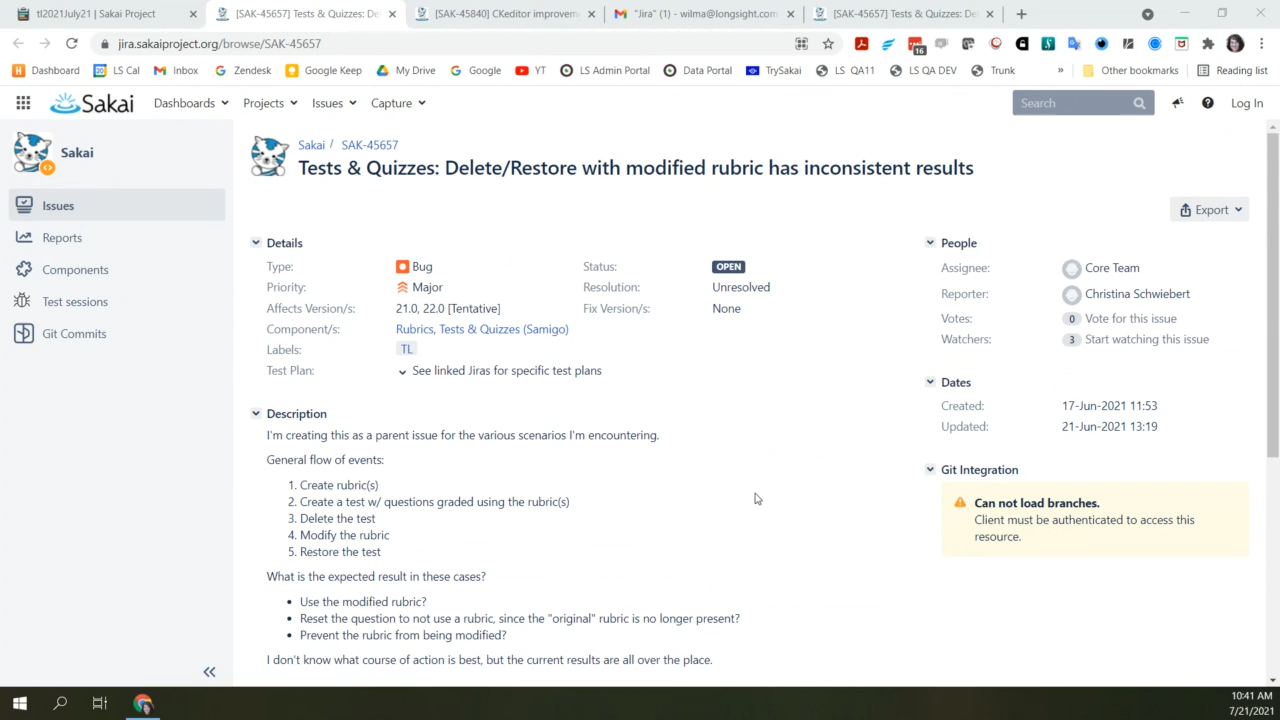 tl2021July21 | Sakai Project
[SAK-45657] Tests & Quizzes: De
[SAK-45840] CKeditor improvem
"Jira" (1) - wilma@longsight.com
[SAK-45657] Tests & Quizzes: De
jira.sakaiproject.org/browse/SAK-45657
16
Dashboard
LS Cal
Inbox
Zendesk
Google Keep
My Drive
Google
YT
LS Admin Portal
Data Portal
TrySakai
LS QA11
LS QA DEV
Trunk
»
Other bookmarks
Reading list
Sakai
Dashboards
Projects
Issues
Capture
Search
Log In
Sakai
Issues
Reports
Components
Test sessions
Git Commits
Sakai / SAK-45657
Tests & Quizzes: Delete/Restore with modified rubric has inconsistent results
Export
Details
Type: Bug
Status: OPEN
Priority: Major
Resolution: Unresolved
Affects Version/s: 21.0, 22.0 [Tentative]
Fix Version/s: None
Component/s: Rubrics, Tests & Quizzes (Samigo)
Labels: TL
Test Plan: See linked Jiras for specific test plans
Description
I'm creating this as a parent issue for the various scenarios I'm encountering.
General flow of events:
1. Create rubric(s)
2. Create a test w/ questions graded using the rubric(s)
3. Delete the test
4. Modify the rubric
5. Restore the test
What is the expected result in these cases?
• Use the modified rubric?
• Reset the question to not use a rubric, since the "original" rubric is no longer present?
• Prevent the rubric from being modified?
I don't know what course of action is best, but the current results are all over the place.
People
Assignee: Core Team
Reporter: Christina Schwiebert
Votes: 0 Vote for this issue
Watchers: 3 Start watching this issue
Dates
Created: 17-Jun-2021 11:53
Updated: 21-Jun-2021 13:19
Git Integration
Can not load branches.
Client must be authenticated to access this
resource.
10:41 AM
7/21/2021